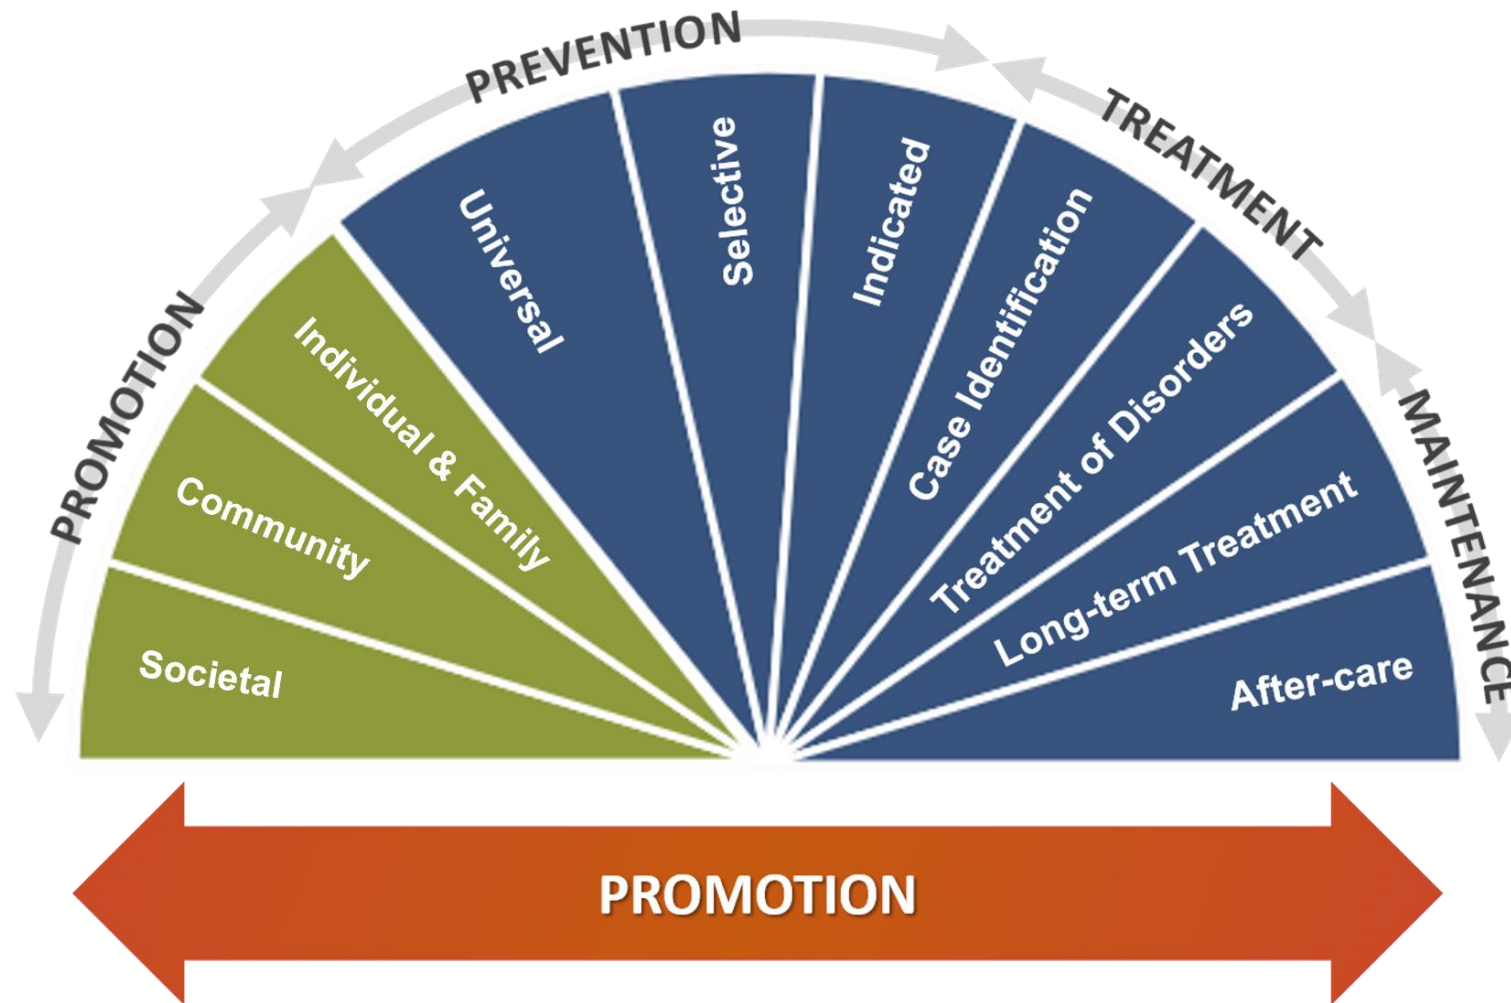 PROMOTION
PREVENTION
TREATMENT
MAINTENANCE
Societal
Community
Individual & Family
Universal
Selective
Indicated
Case Identification
Treatment of Disorders
Long-term Treatment
After-care
PROMOTION